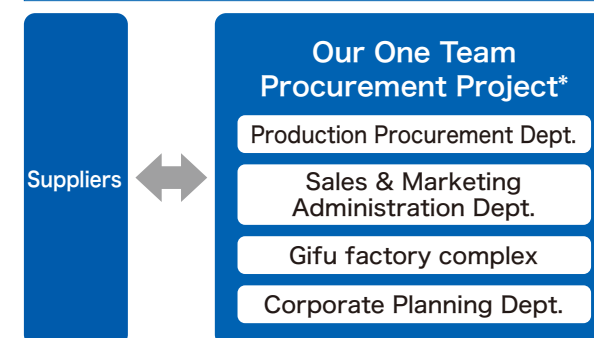 Suppliers
Our One Team
Procurement Project*
Production Procurement Dept.
Sales & Marketing
Administration Dept.
Gifu factory complex
Corporate Planning Dept.